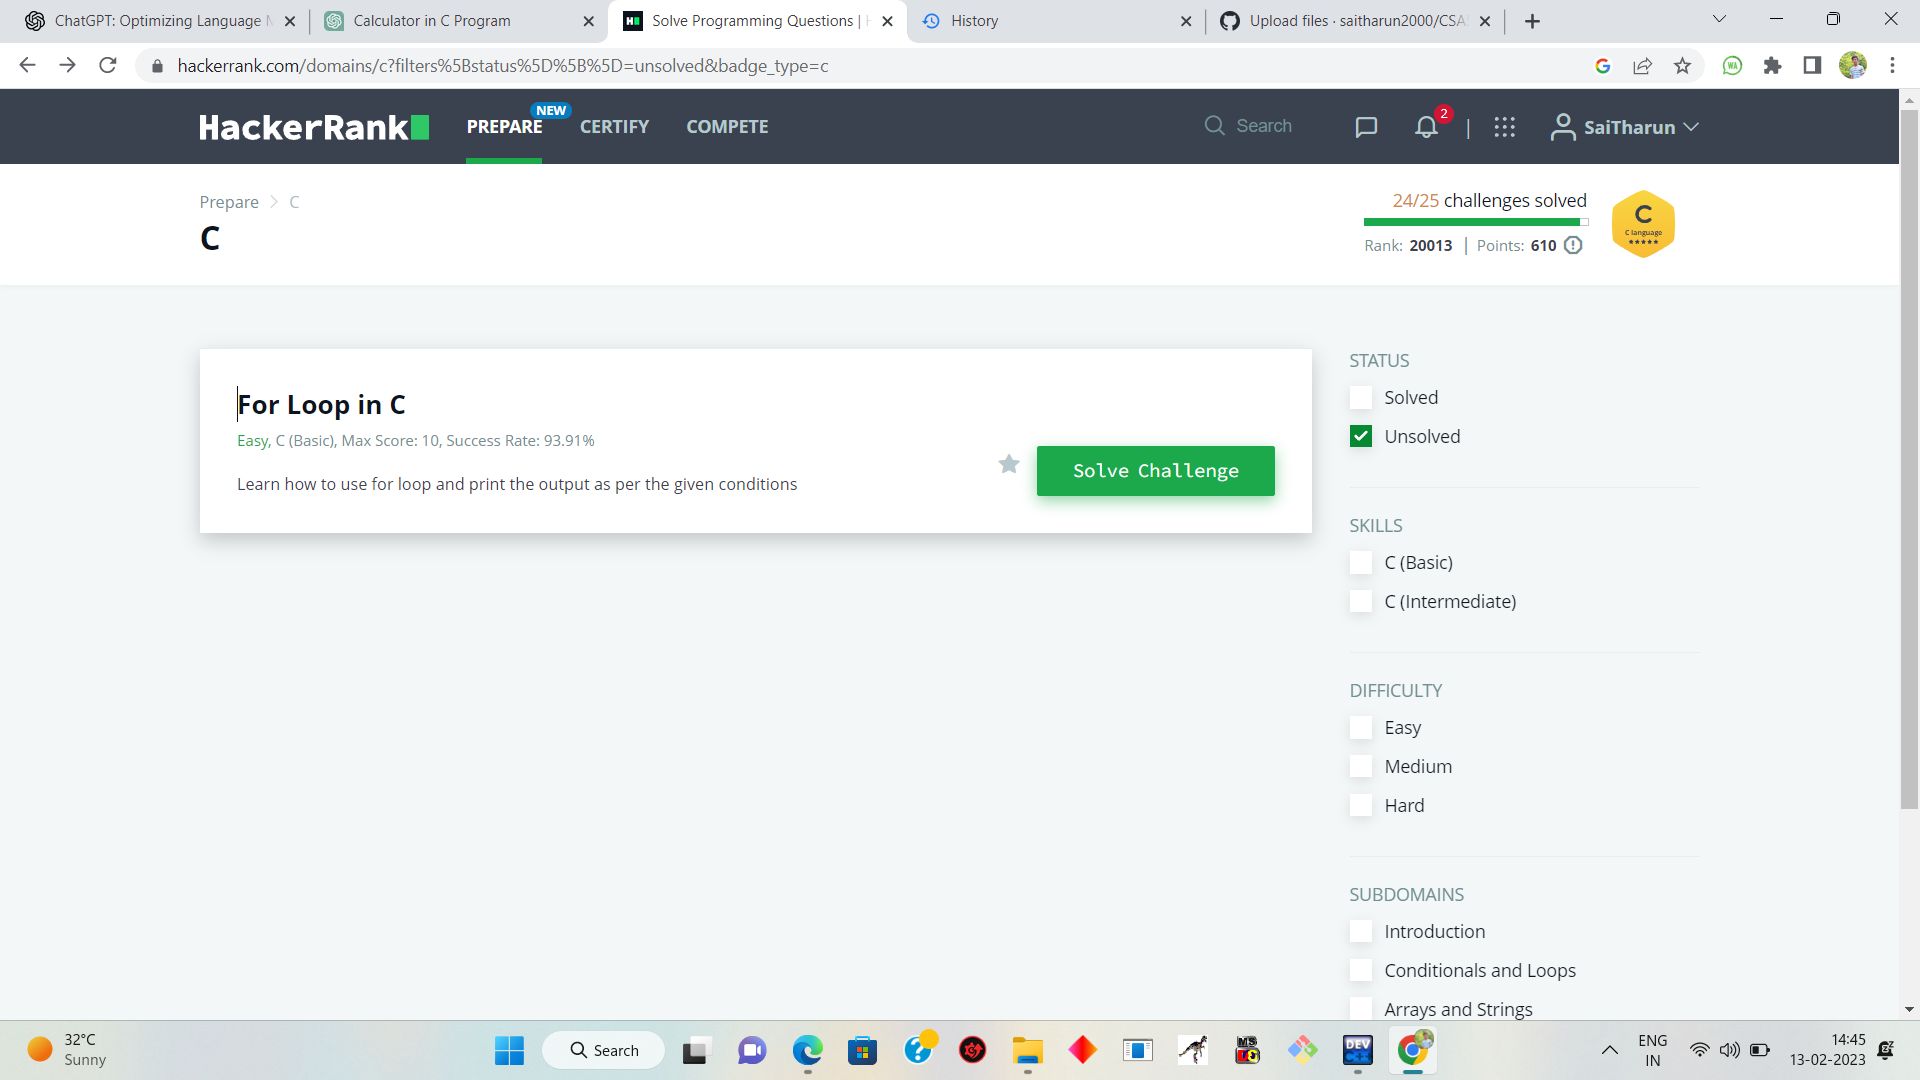 ChatGPT: Optimizing Language M
Calculator in C Program
Solve Programming Questions | H
History
Upload files · saitharun2000/CSA
hackerrank.com/domains/c?filters%5Bstatus%5D%5B%5D=unsolved&badge_type=c
HackerRank
PREPARE
NEW
CERTIFY
COMPETE
Search
2
SaiTharun
Prepare > C
C
24/25 challenges solved
Rank: 20013 | Points: 610
C
C language
For Loop in C
Easy, C (Basic), Max Score: 10, Success Rate: 93.91%
Learn how to use for loop and print the output as per the given conditions
Solve Challenge
STATUS
Solved
Unsolved
SKILLS
C (Basic)
C (Intermediate)
DIFFICULTY
Easy
Medium
Hard
SUBDOMAINS
Introduction
Conditionals and Loops
Arrays and Strings
32°C
Sunny
Search
MS
DEV
C++
ENG
IN
14:45
13-02-2023